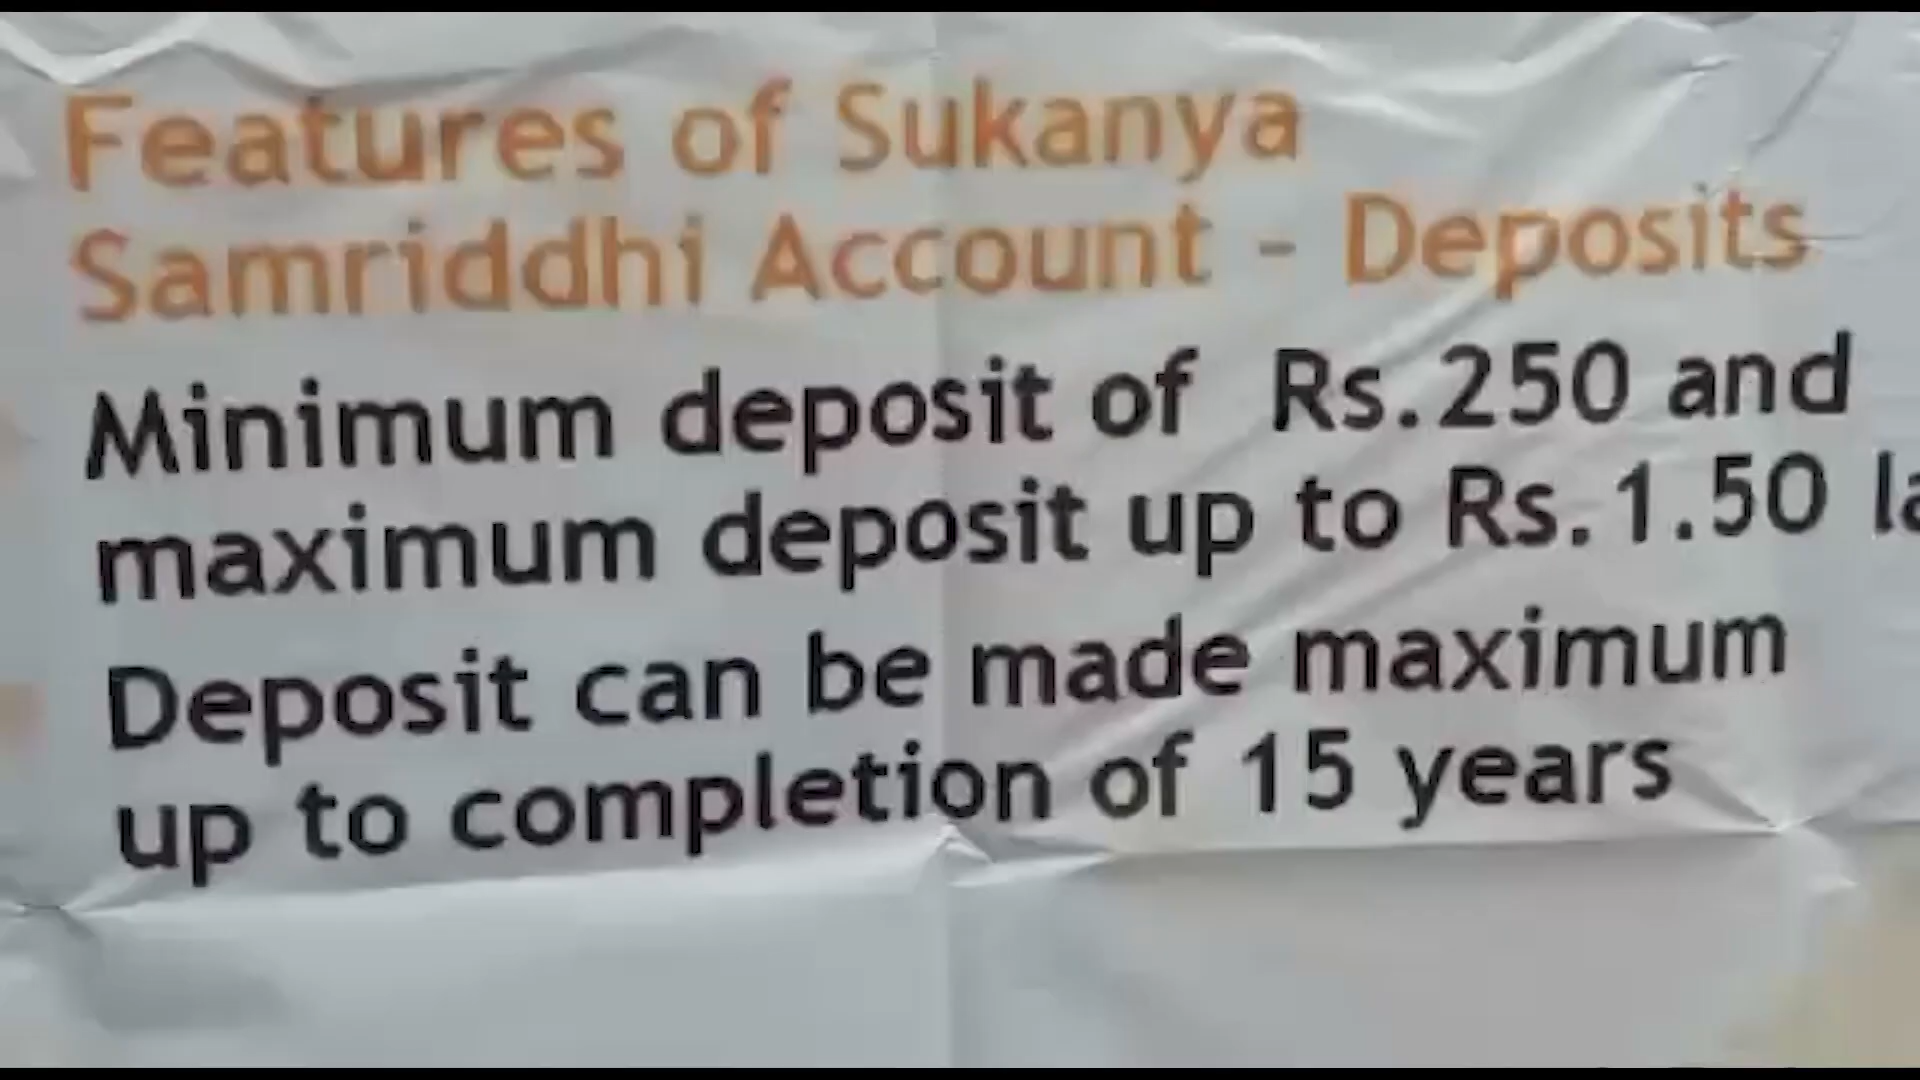 Features of Sukanya
Samriddhi Account - Deposits
Minimum deposit of Rs.250 and
maximum deposit up to Rs.1.50
Deposit can be made maximum
up to completion of 15 years